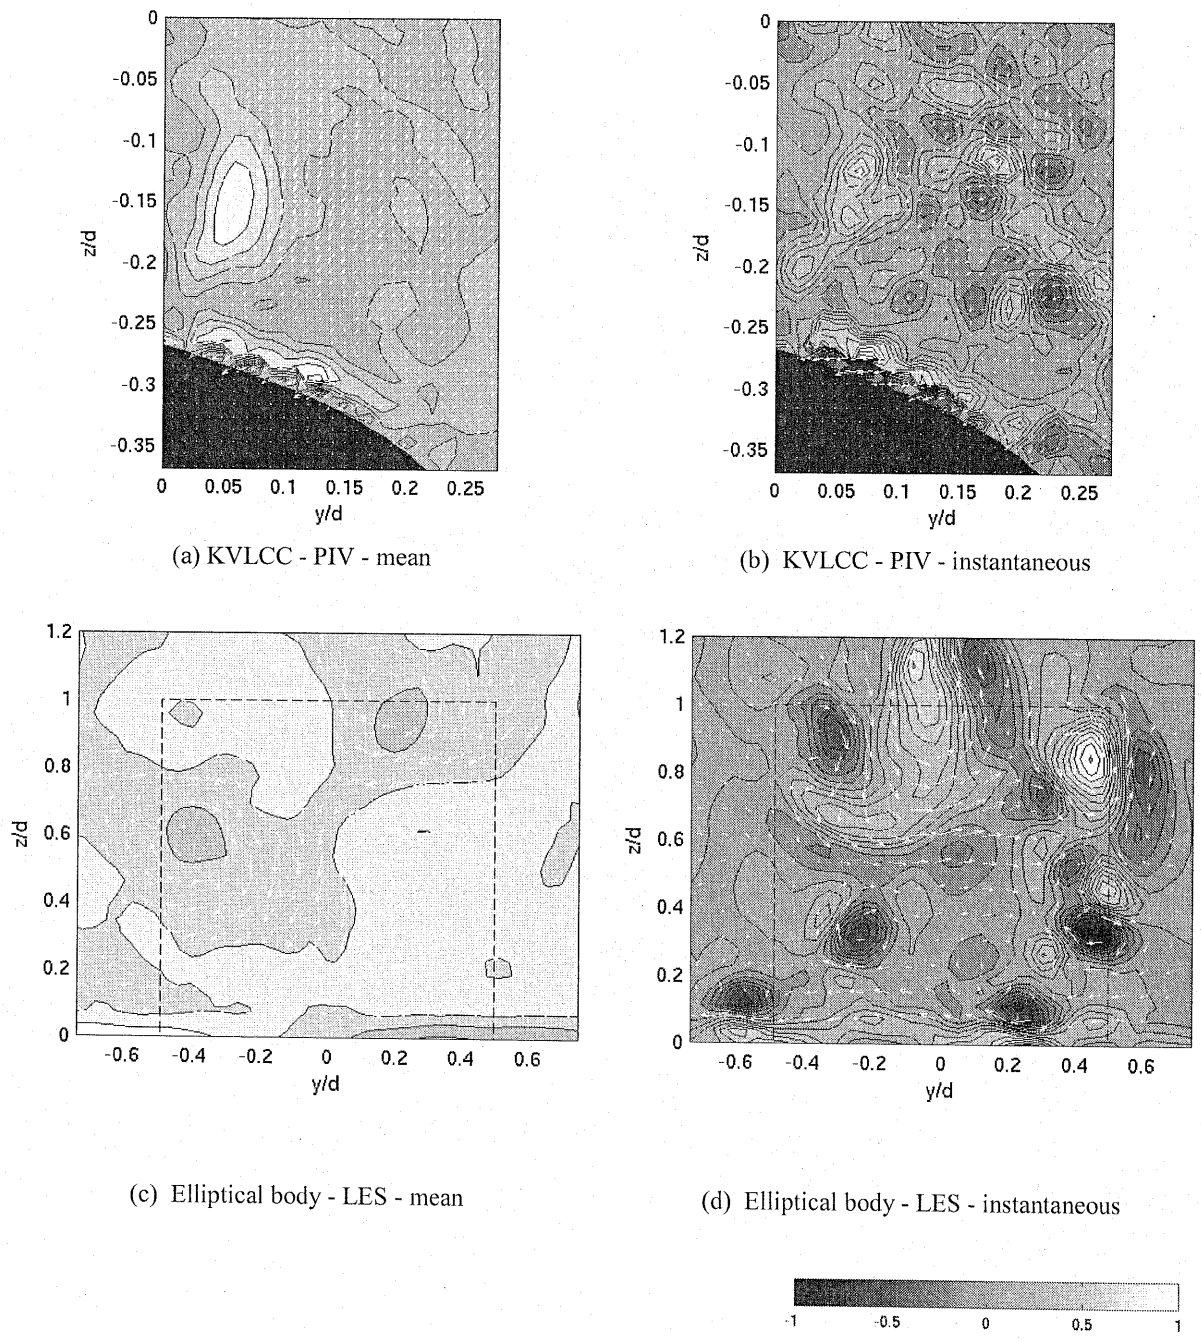 0
-0.05
-0.1
-0.15
-0.2
-0.25
-0.3
-0.35
z/d
0 0.05 0.1 0.15 0.2 0.25
y/d
(a) KVLCC - PIV - mean
0
-0.05
-0.1
-0.15
-0.2
-0.25
-0.3
-0.35
z/d
0 0.05 0.1 0.15 0.2 0.25
y/d
(b) KVLCC - PIV - instantaneous
1.2
1
0.8
0.6
0.4
0.2
0
z/d
-0.6 -0.4 -0.2 0 0.2 0.4 0.6
y/d
(c) Elliptical body - LES - mean
1.2
1
0.8
0.6
0.4
0.2
0
z/d
-0.6 -0.4 -0.2 0 0.2 0.4 0.6
y/d
(d) Elliptical body - LES - instantaneous
-1 -0.5 0 0.5 1